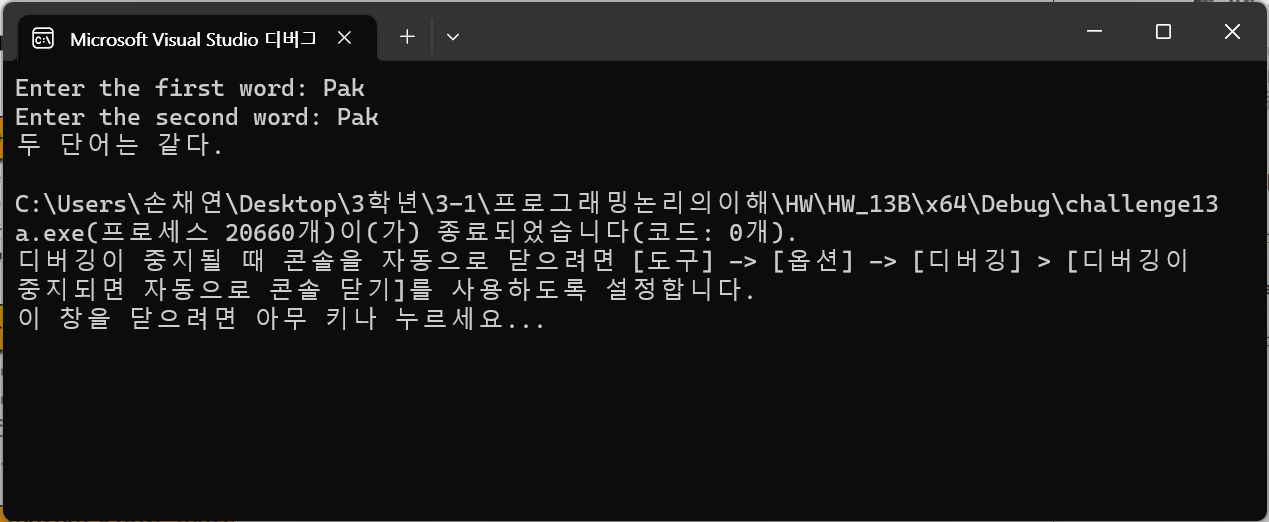 Microsoft Visual Studio 디버그
Enter the first word: Pak
Enter the second word: Pak
두 단어는 같다.
C:\Users\손채연\Desktop\3학년\3-1\프로그래밍논리의이해\HW\HW_13B\x64\Debug\challenge13
a.exe(프로세스 20660개)이(가) 종료되었습니다(코드: 0개).
디버깅이 중지될 때 콘솔을 자동으로 닫으려면 [도구] -> [옵션] -> [디버깅] > [디버깅이
중지되면 자동으로 콘솔 닫기]를 사용하도록 설정합니다.
이 창을 닫으려면 아무 키나 누르세요...